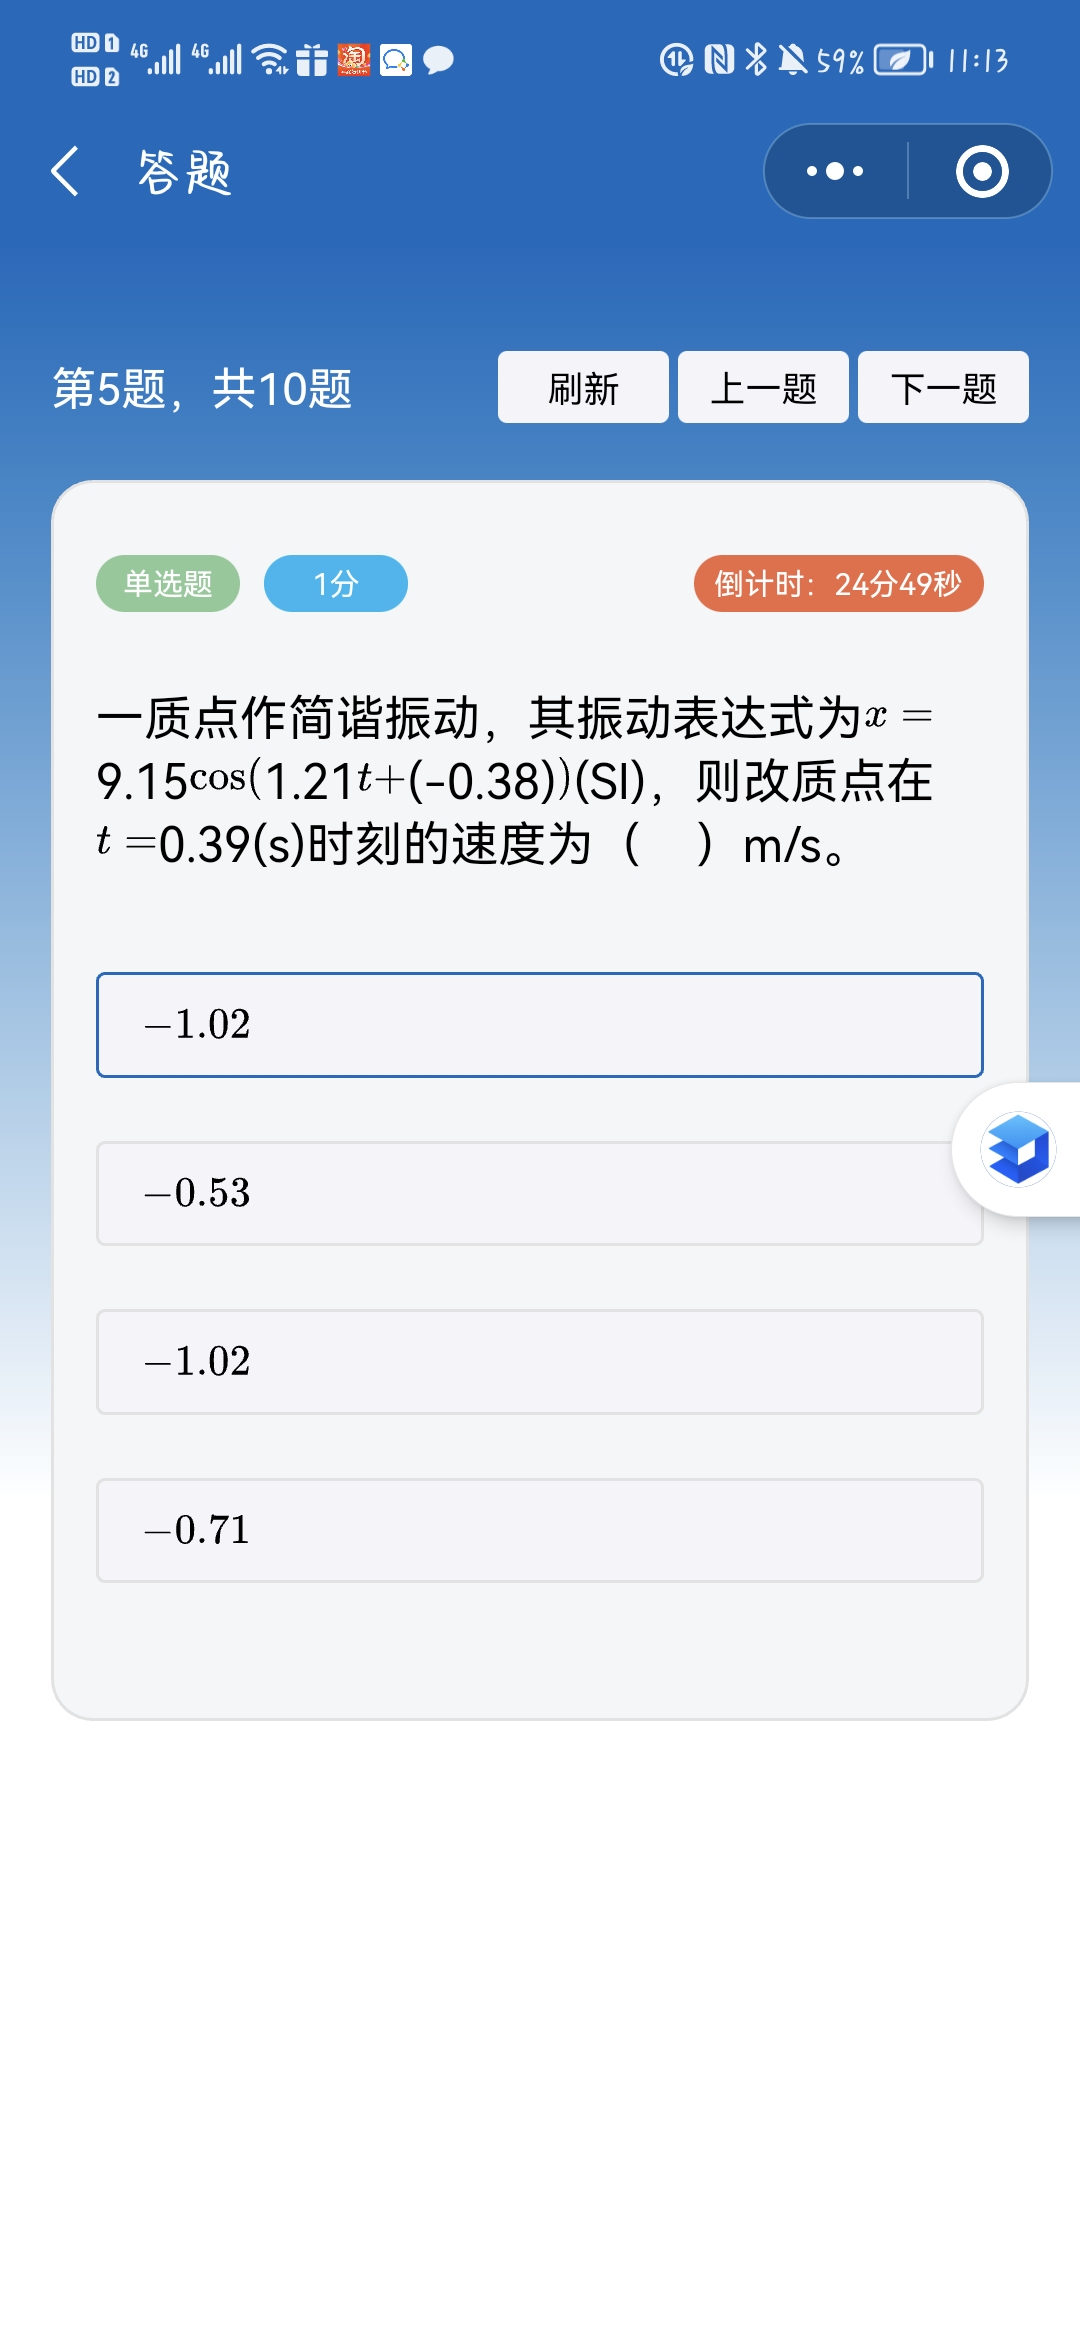 HD 1 4G 4G 淘 59% 11:13
HD 2
答题
第5题，共10题 刷新 上一题 下一题
单选题 1分 倒计时：24分49秒
一质点作简谐振动，其振动表达式为x =
9.15cos(1.21t+(-0.38))(SI)，则改质点在
t =0.39(s)时刻的速度为（　）m/s。
−1.02
−0.53
−1.02
−0.71